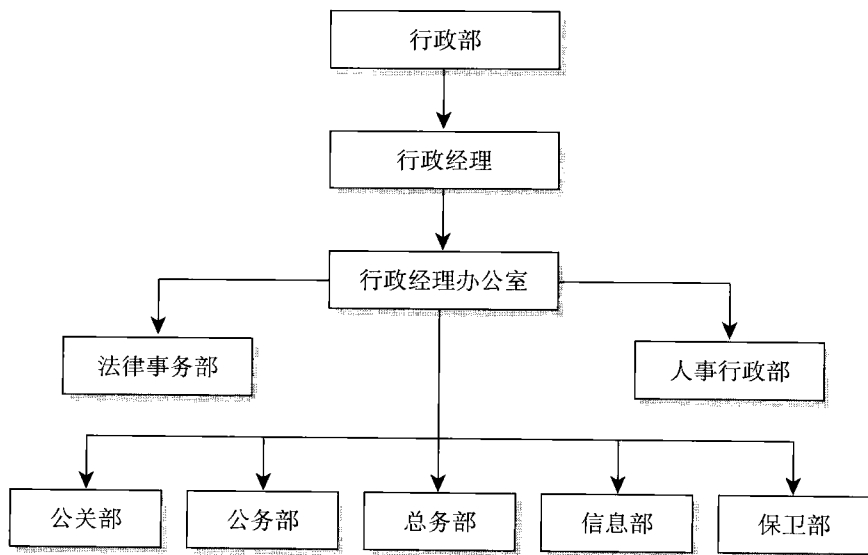 行政部
行政经理
行政经理办公室
法律事务部
人事行政部
公关部
公务部
总务部
信息部
保卫部